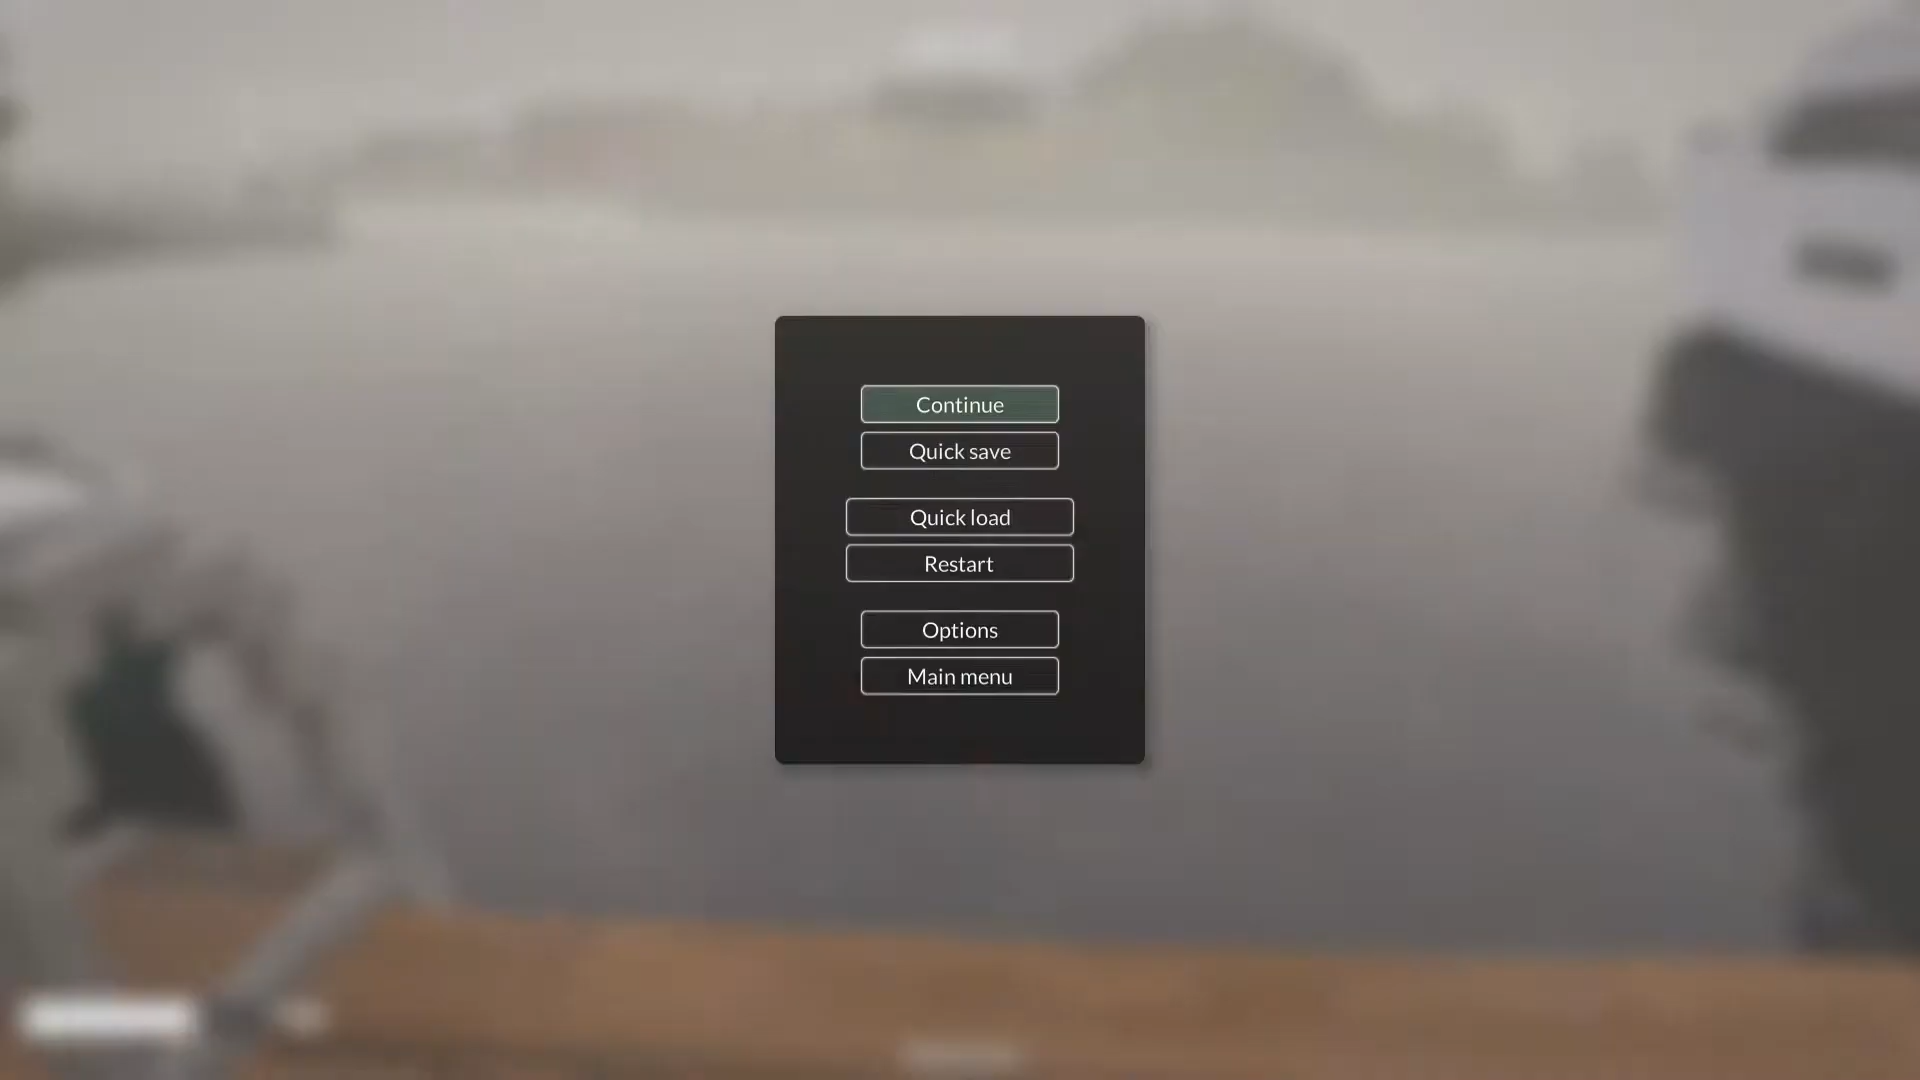 Continue
Quick save
Quick load
Restart
Options
Main menu